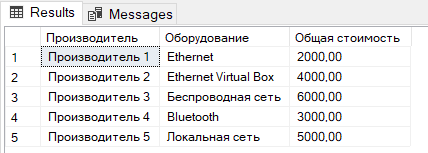 Results Messages
Производитель Оборудование Общая стоимость
1 Производитель 1 Ethernet 2000,00
2 Производитель 2 Ethernet Virtual Box 4000,00
3 Производитель 3 Беспроводная сеть 6000,00
4 Производитель 4 Bluetooth 3000,00
5 Производитель 5 Локальная сеть 5000,00